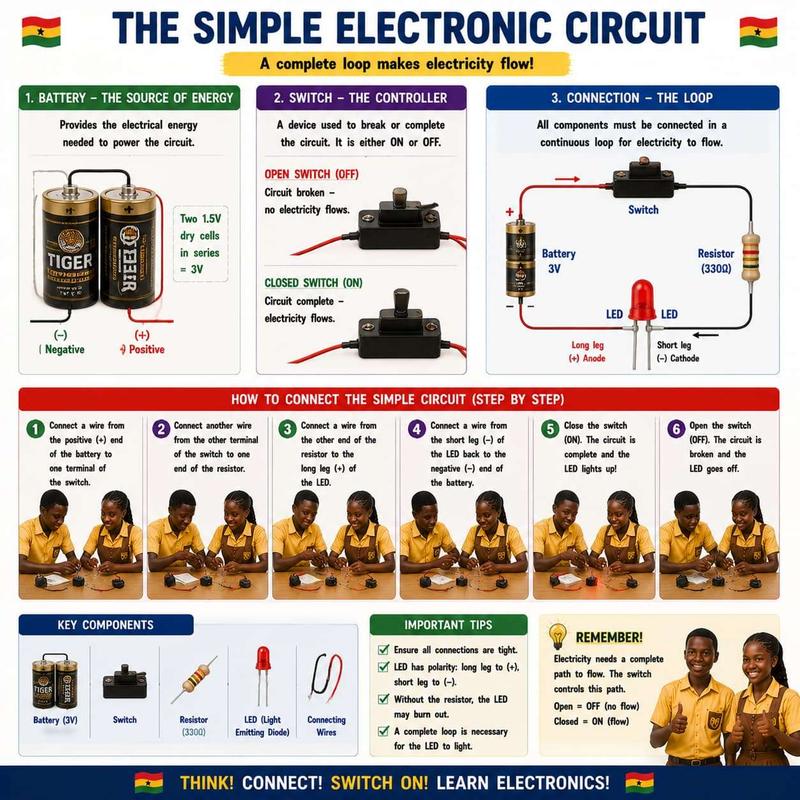 THE SIMPLE ELECTRONIC CIRCUIT
A complete loop makes electricity flow!
1. BATTERY – THE SOURCE OF ENERGY
Provides the electrical energy
needed to power the circuit.
TIGER
Two 1.5V
dry cells
in series
= 3V
(–)
( Negative
(+)
Positive
2. SWITCH – THE CONTROLLER
A device used to break or complete
the circuit. It is either ON or OFF.
OPEN SWITCH (OFF)
Circuit broken –
no electricity flows.
CLOSED SWITCH (ON)
Circuit complete –
electricity flows.
3. CONNECTION – THE LOOP
All components must be connected in a
continuous loop for electricity to flow.
Switch
+
Battery
3V
–
Resistor
(330Ω)
LED
LED
Long leg
(+) Anode
Short leg
(–) Cathode
HOW TO CONNECT THE SIMPLE CIRCUIT (STEP BY STEP)
1
Connect a wire from
the positive (+) end
of the battery to
one terminal of
the switch.
2
Connect another wire
from the other terminal
of the switch to one
end of the resistor.
3
Connect a wire from
the other end of the
resistor to the
long leg (+) of
the LED.
4
Connect a wire from
the short leg (–) of
the LED back to the
negative (–) end of
the battery.
5
Close the switch
(ON). The circuit is
complete and the
LED lights up!
6
Open the switch
(OFF). The circuit is
broken and the
LED goes off.
KEY COMPONENTS
TIGER
Battery (3V)
Switch
Resistor
(330Ω)
LED (Light
Emitting Diode)
Connecting
Wires
IMPORTANT TIPS
Ensure all connections are tight.
LED has polarity: long leg to (+),
short leg to (–).
Without the resistor, the LED
may burn out.
A complete loop is necessary
for the LED to light.
REMEMBER!
Electricity needs a complete
path to flow. The switch
controls this path.
Open = OFF (no flow)
Closed = ON (flow)
THINK! CONNECT! SWITCH ON! LEARN ELECTRONICS!